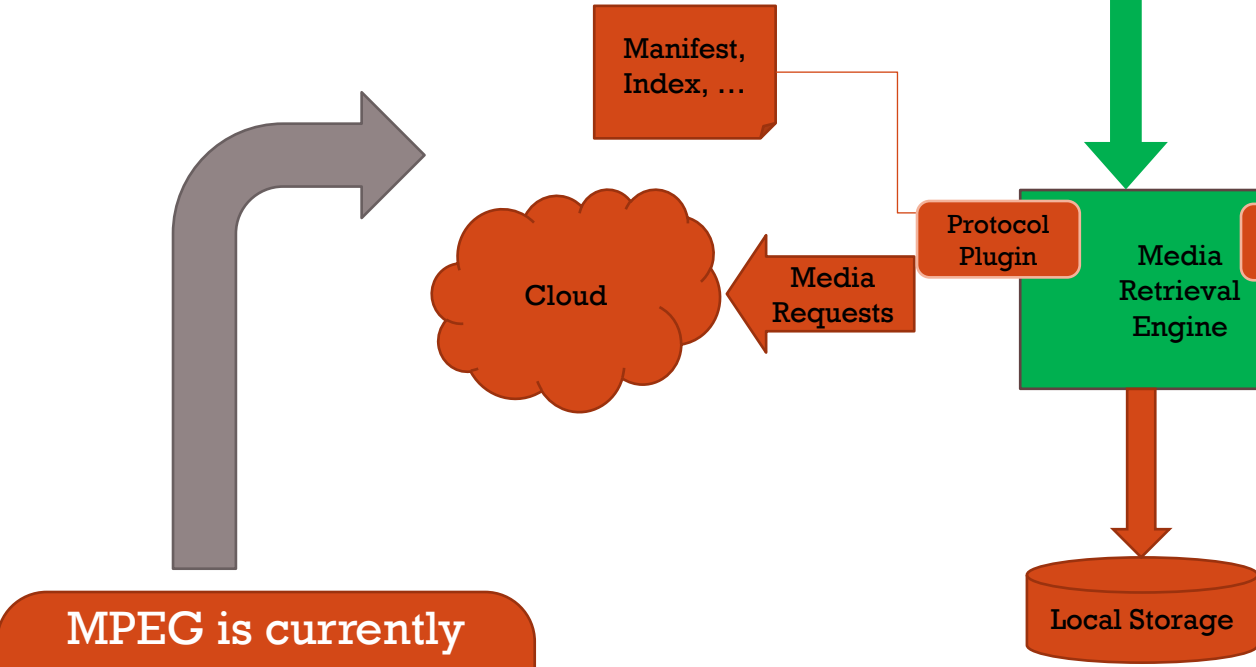 Manifest,
Index, …
Protocol
Plugin
Media
Retrieval
Engine
Cloud
Media
Requests
Local Storage
MPEG is currently